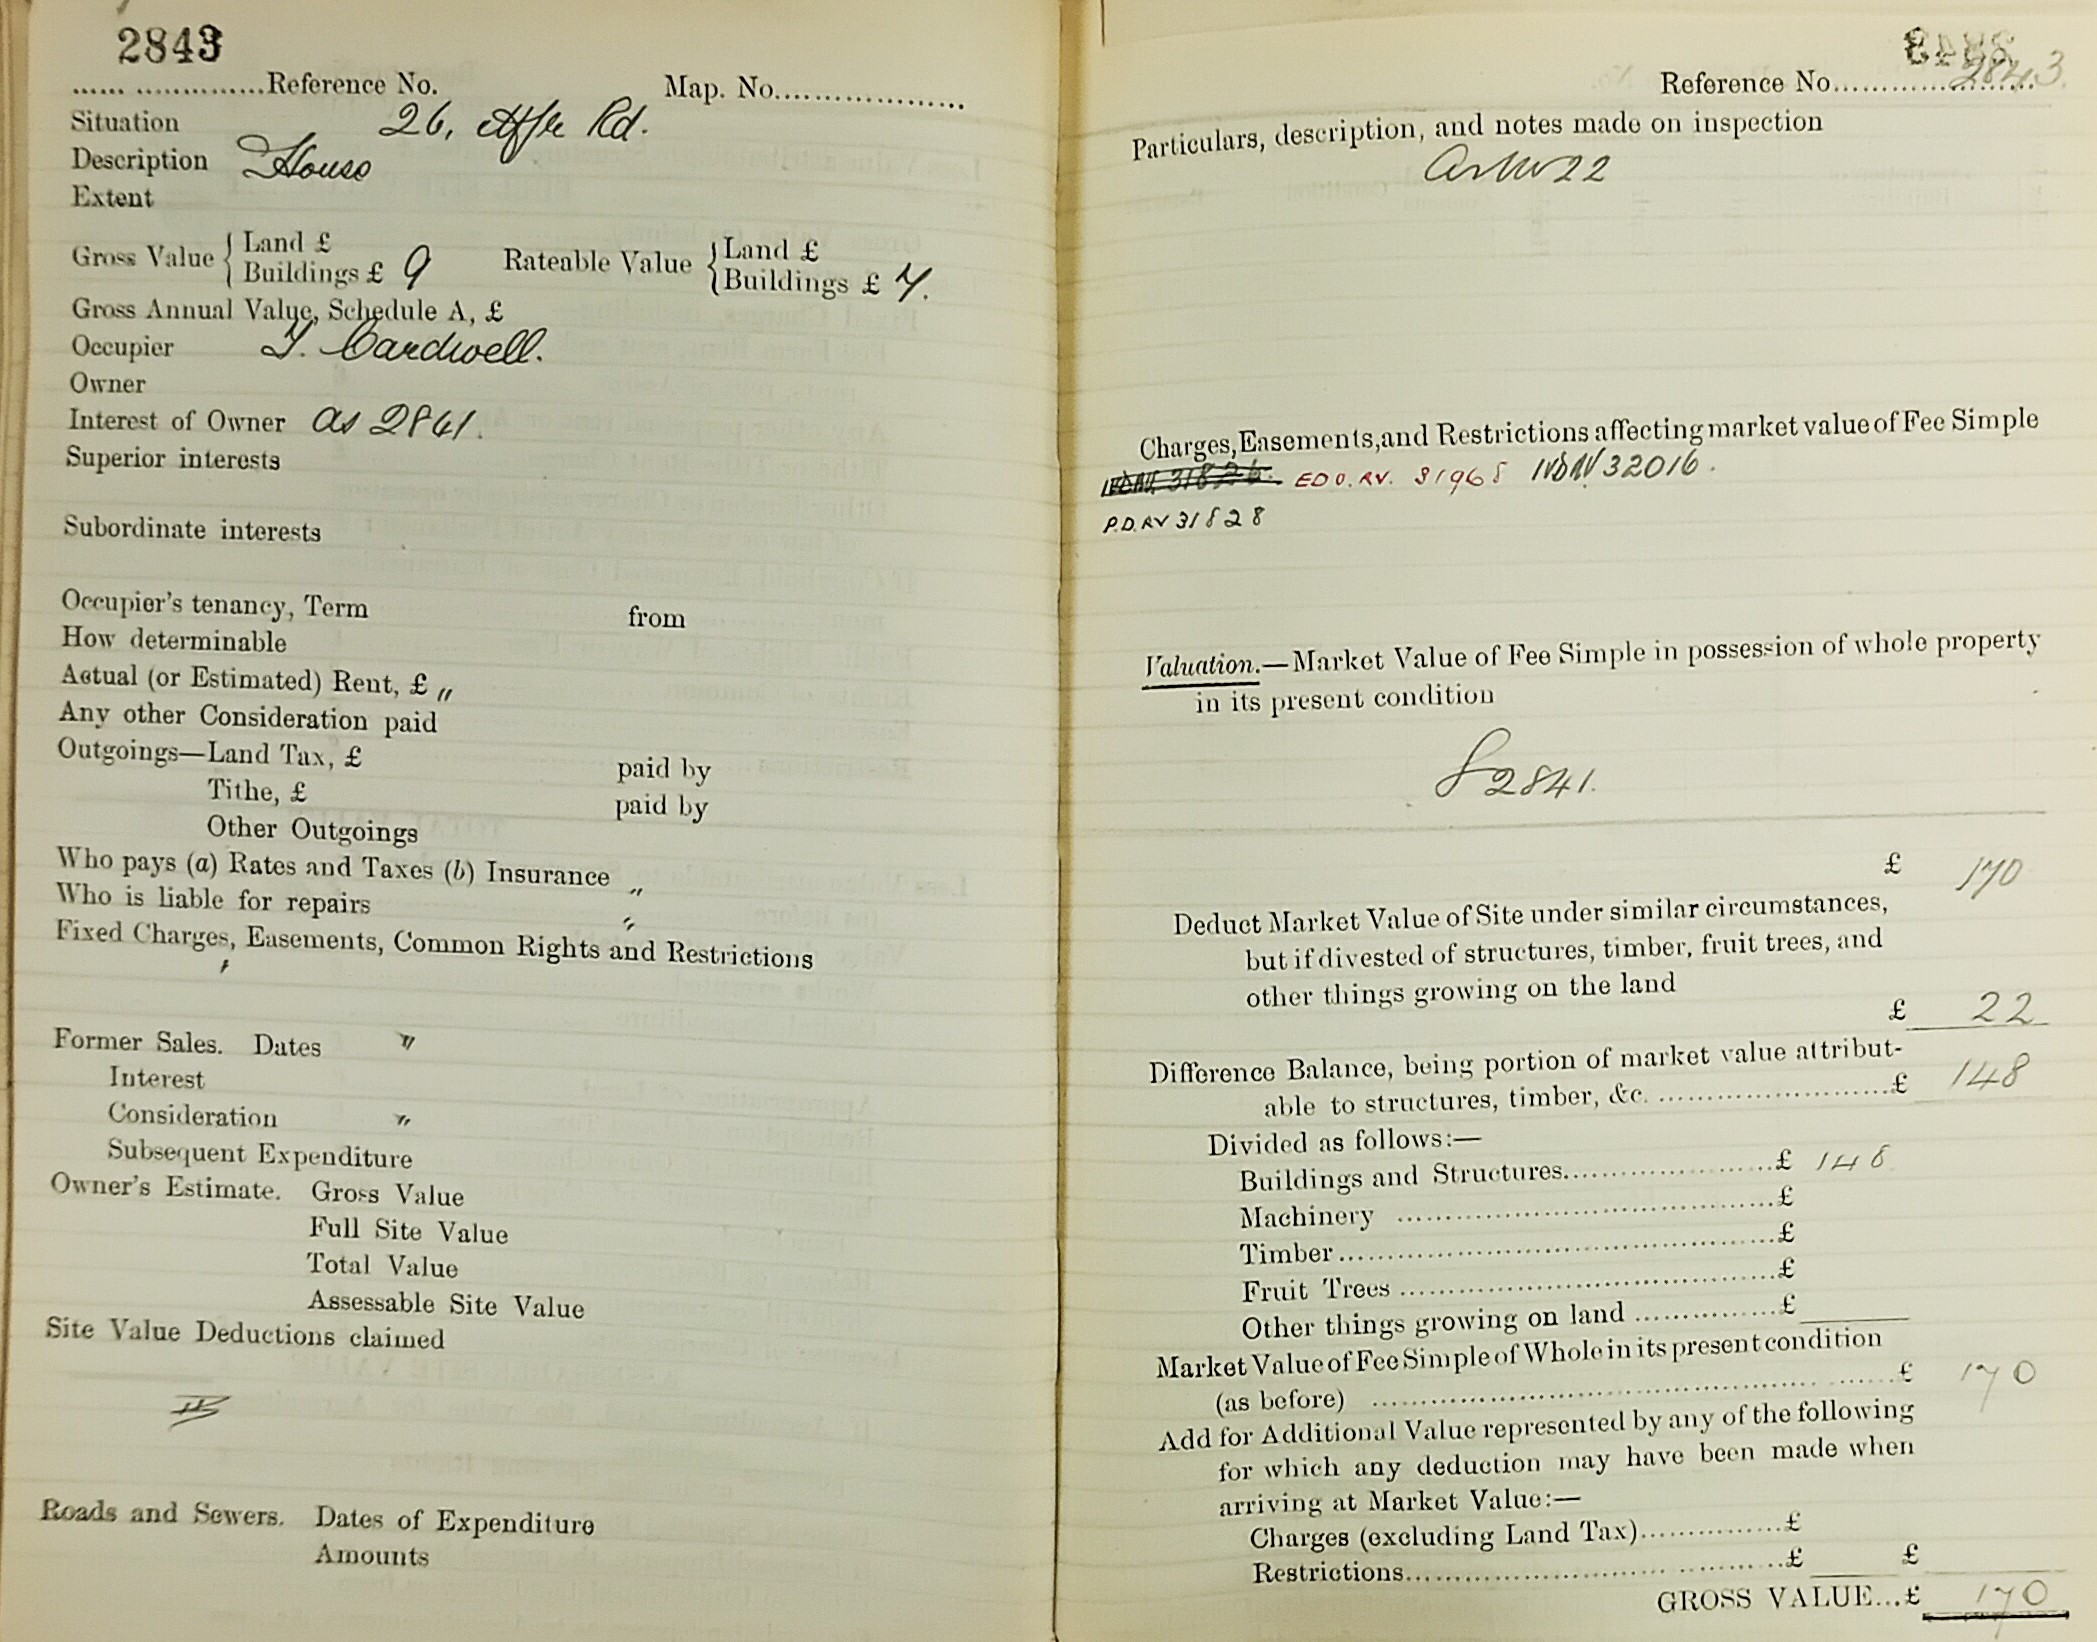 2843
...... ..............Reference No. Map. No....................
Situation 26, Rd.
Description House
Extent
Gross Value { Land £
Buildings £ 9
Rateable Value { Land £
Buildings £ 7.
Gross Annual Value, Schedule A, £
Occupier Cardwell.
Owner
Interest of Owner as 2841.
Superior interests
Subordinate interests
Occupier's tenancy, Term from
How determinable
Actual (or Estimated) Rent, £ "
Any other Consideration paid
Outgoings—Land Tax, £ paid by
Tithe, £ paid by
Other Outgoings
Who pays (a) Rates and Taxes (b) Insurance "
Who is liable for repairs "
Fixed Charges, Easements, Common Rights and Restrictions
Former Sales. Dates "
Interest
Consideration "
Subsequent Expenditure
Owner's Estimate. Gross Value
Full Site Value
Total Value
Assessable Site Value
Site Value Deductions claimed
Roads and Sewers. Dates of Expenditure
Amounts
Reference No. 2843
Particulars, description, and notes made on inspection
22
Charges, Easements, and Restrictions affecting market value of Fee Simple
EDO. RV. 31968 32016.
P.D. RV 31828
Valuation.—Market Value of Fee Simple in possession of whole property
in its present condition
2841.
£ 170
Deduct Market Value of Site under similar circumstances,
but if divested of structures, timber, fruit trees, and
other things growing on the land
£ 22
Difference Balance, being portion of market value attribut-
able to structures, timber, &c. ........................£ 148
Divided as follows:—
Buildings and Structures......................£ 148
Machinery .......................................£
Timber.............................................£
Fruit Trees ......................................£
Other things growing on land ...............£
Market Value of Fee Simple of Whole in its present condition
(as before) ....................................................£ 170
Add for Additional Value represented by any of the following
for which any deduction may have been made when
arriving at Market Value:—
Charges (excluding Land Tax)...............£
Restrictions.......................................£ £
GROSS VALUE...£ 170